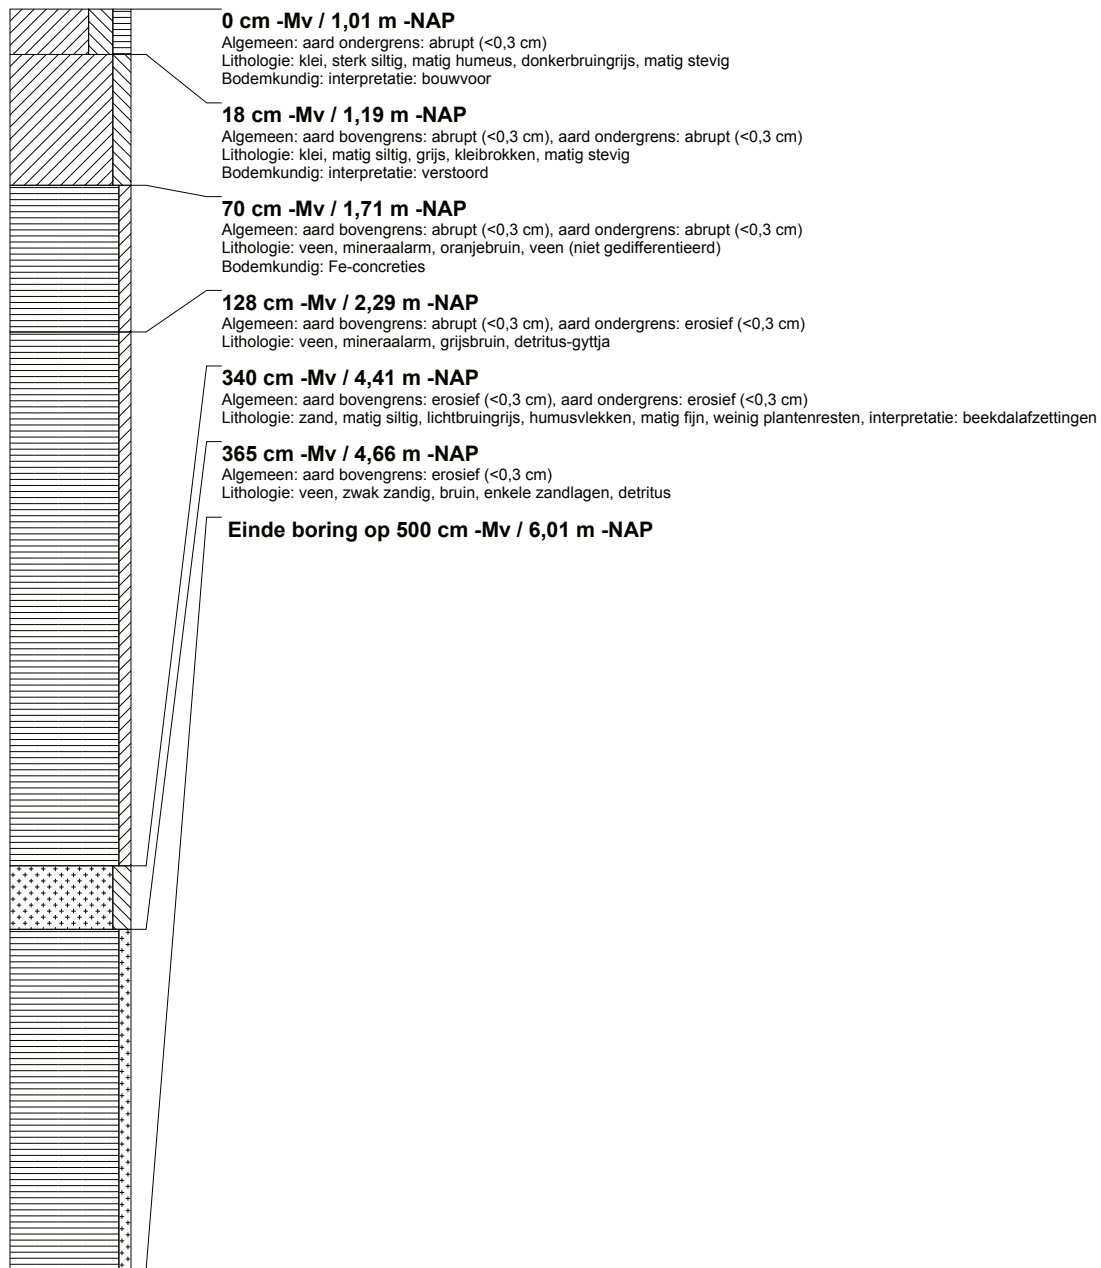 0 cm -Mv / 1,01 m -NAP
Algemeen: aard ondergrens: abrupt (<0,3 cm)
Lithologie: klei, sterk siltig, matig humeus, donkerbruingrijs, matig stevig
Bodemkundig: interpretatie: bouwvoor
18 cm -Mv / 1,19 m -NAP
Algemeen: aard bovengrens: abrupt (<0,3 cm), aard ondergrens: abrupt (<0,3 cm)
Lithologie: klei, matig siltig, grijs, kleibrokken, matig stevig
Bodemkundig: interpretatie: verstoord
70 cm -Mv / 1,71 m -NAP
Algemeen: aard bovengrens: abrupt (<0,3 cm), aard ondergrens: abrupt (<0,3 cm)
Lithologie: veen, mineraalarm, oranjebruin, veen (niet gedifferentieerd)
Bodemkundig: Fe-concreties
128 cm -Mv / 2,29 m -NAP
Algemeen: aard bovengrens: abrupt (<0,3 cm), aard ondergrens: erosief (<0,3 cm)
Lithologie: veen, mineraalarm, grijsbruin, detritus-gyttja
340 cm -Mv / 4,41 m -NAP
Algemeen: aard bovengrens: erosief (<0,3 cm), aard ondergrens: erosief (<0,3 cm)
Lithologie: zand, matig siltig, lichtbruingrijs, humusvlekken, matig fijn, weinig plantenresten, interpretatie: beekdalafzettingen
365 cm -Mv / 4,66 m -NAP
Algemeen: aard bovengrens: erosief (<0,3 cm)
Lithologie: veen, zwak zandig, bruin, enkele zandlagen, detritus
Einde boring op 500 cm -Mv / 6,01 m -NAP